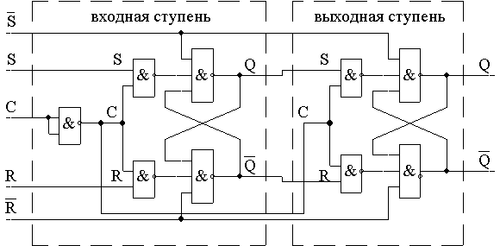 входная ступень
выходная ступень
S̅
S S & & Q S & & Q
C & C C
R R & & Q̅ R & & Q̅
R̅